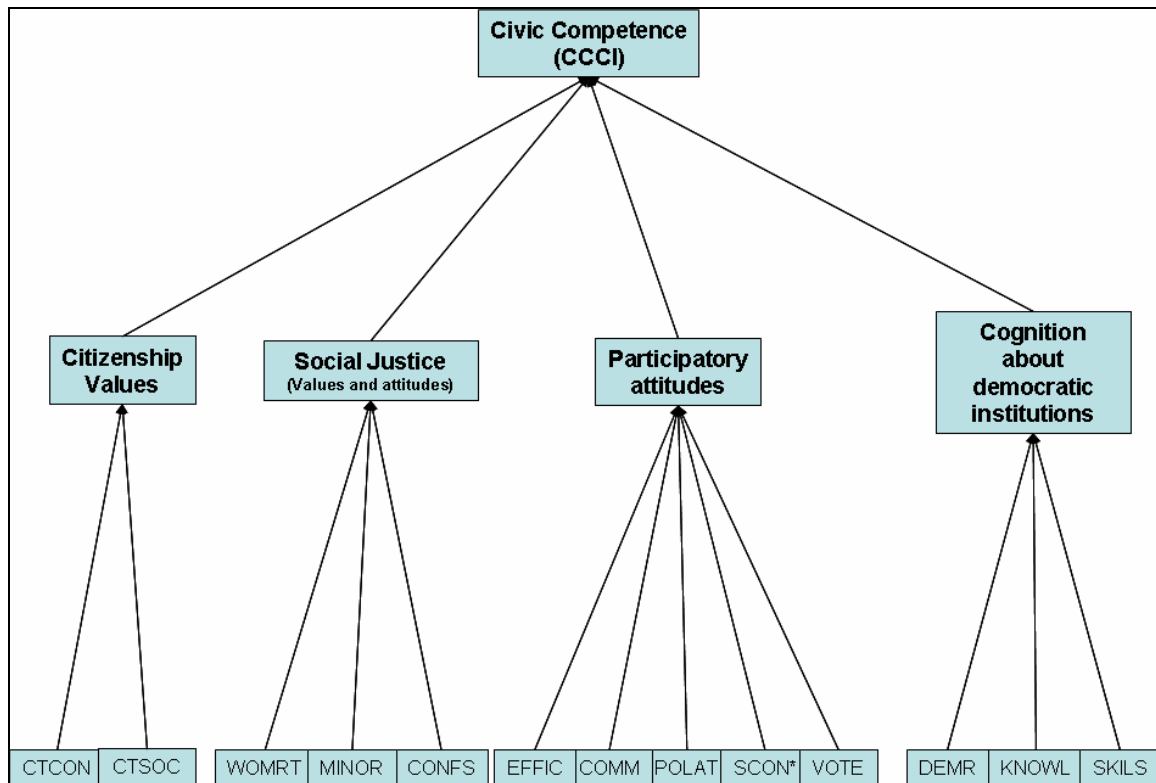 Civic Competence
(CCCI)
Citizenship
Values
Social Justice
(Values and attitudes)
Participatory
attitudes
Cognition
about
democratic
institutions
CTCON
CTSOC
WOMRT
MINOR
CONFS
EFFIC
COMM
POLAT
SCON*
VOTE
DEMR
KNOWL
SKILS